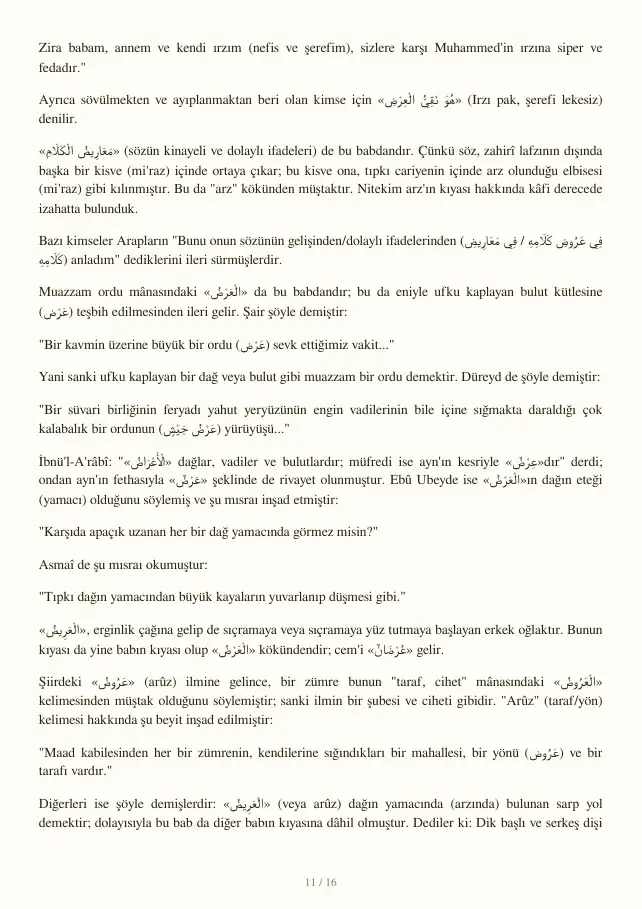 Zira babam, annem ve kendi ırzım (nefis ve şerefim), sizlere karşı Muhammed'in ırzına siper ve
fedadır."
Ayrıca sövülmekten ve ayıplanmaktan beri olan kimse için «هُوَ نَقِيُّ الْعِرْضِ» (Irzı pak, şerefi lekesiz)
denilir.
«مَعَارِيضُ الْكَلَامِ» (sözün kinayeli ve dolaylı ifadeleri) de bu babdandır. Çünkü söz, zahirî lafzının dışında
başka bir kisve (mi'raz) içinde ortaya çıkar; bu kisve ona, tıpkı cariyenin içinde arz olunduğu elbisesi
(mi'raz) gibi kılınmıştır. Bu da "arz" kökünden müştaktır. Nitekim arz'ın kıyası hakkında kâfi derecede
izahatta bulunduk.
Bazı kimseler Arapların "Bunu onun sözünün gelişinden/dolaylı ifadelerinden (فِي عَرُوضِ كَلَامِهِ / فِي مَعَارِيضِ
كَلَامِهِ) anladım" dediklerini ileri sürmüşlerdir.
Muazzam ordu mânasındaki «الْعَرْضُ» da bu babdandır; bu da eniyle ufku kaplayan bulut kütlesine
(عَرْض) teşbih edilmesinden ileri gelir. Şair şöyle demiştir:
"Bir kavmin üzerine büyük bir ordu (عَرْض) sevk ettiğimiz vakit..."
Yani sanki ufku kaplayan bir dağ veya bulut gibi muazzam bir ordu demektir. Düreyd de şöyle demiştir:
"Bir süvari birliğinin feryadı yahut yeryüzünün engin vadilerinin bile içine sığmakta daraldığı çok
kalabalık bir ordunun (عَرْضُ جَيْشٍ) yürüyüşü..."
İbnü'l-A'râbî: "«الْأَعْرَاضُ» dağlar, vadiler ve bulutlardır; müfredi ise ayn'ın kesriyle «عِرْضٌ»dır" derdi;
ondan ayn'ın fethasıyla «عَرْضٌ» şeklinde de rivayet olunmuştur. Ebû Ubeyde ise «الْعَرْضُ»ın dağın eteği
(yamacı) olduğunu söylemiş ve şu mısraı inşad etmiştir:
"Karşıda apaçık uzanan her bir dağ yamacında görmez misin?"
Asmaî de şu mısraı okumuştur:
"Tıpkı dağın yamacından büyük kayaların yuvarlanıp düşmesi gibi."
«الْعَرِيضُ», erginlik çağına gelip de sıçramaya veya sıçramaya yüz tutmaya başlayan erkek oğlaktır. Bunun
kıyası da yine babın kıyası olup «الْعَرْضُ» kökündendir; cem'i «عُرْضَانٌ» gelir.
Şiirdeki «عَرُوضُ» (arûz) ilmine gelince, bir zümre bunun "taraf, cihet" mânasındaki «الْعَرُوضُ»
kelimesinden müştak olduğunu söylemiştir; sanki ilmin bir şubesi ve ciheti gibidir. "Arûz" (taraf/yön)
kelimesi hakkında şu beyit inşad edilmiştir:
"Maad kabilesinden her bir zümrenin, kendilerine sığındıkları bir mahallesi, bir yönü (عَرُوض) ve bir
tarafı vardır."
Diğerleri ise şöyle demişlerdir: «الْعَرِيضُ» (veya arûz) dağın yamacında (arzında) bulunan sarp yol
demektir; dolayısıyla bu bab da diğer babın kıyasına dâhil olmuştur. Dediler ki: Dik başlı ve serkeş dişi
11 / 16